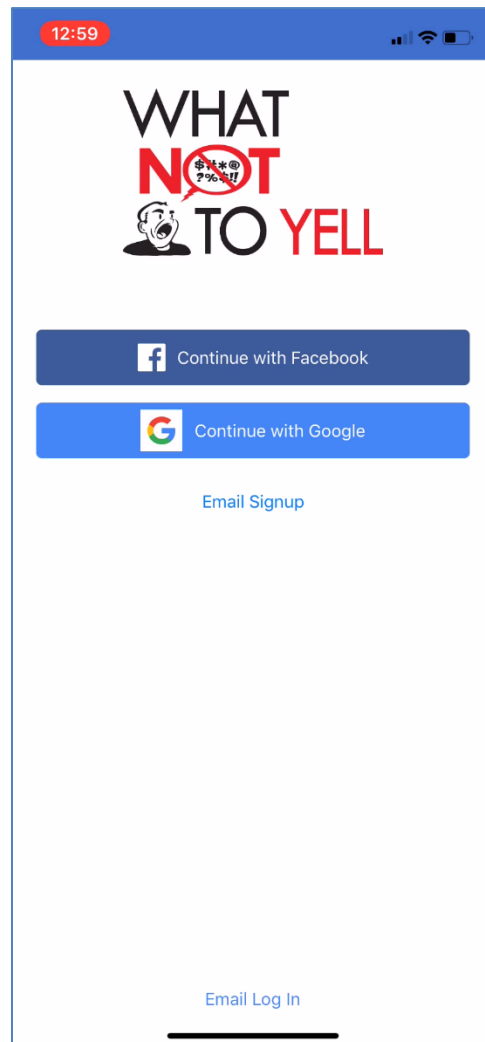 12:59
WHAT
NOT
$#*@
?%&!!
TO YELL
Continue with Facebook
G Continue with Google
Email Signup
Email Log In